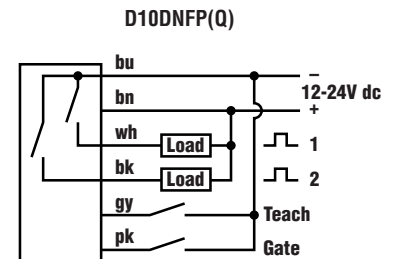 D10DNFP(Q)
bu
–
12-24V dc
bn
+
wh
Load
1
bk
Load
2
gy
Teach
pk
Gate